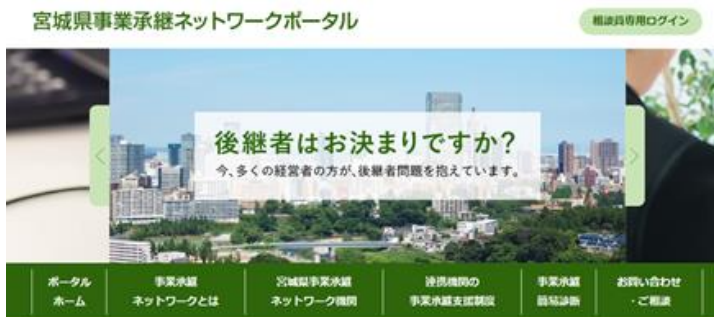 宮城県事業承継ネットワークポータル
相談員専用ログイン
後継者はお決まりですか?
今、多くの経営者の方が、後継者問題を抱えています。
ポータル
ホーム
事業承継
ネットワークとは
宮城県事業承継
ネットワーク機関
連携機関の
事業承継支援制度
事業承継
簡易診断
お問い合わせ
・ご相談